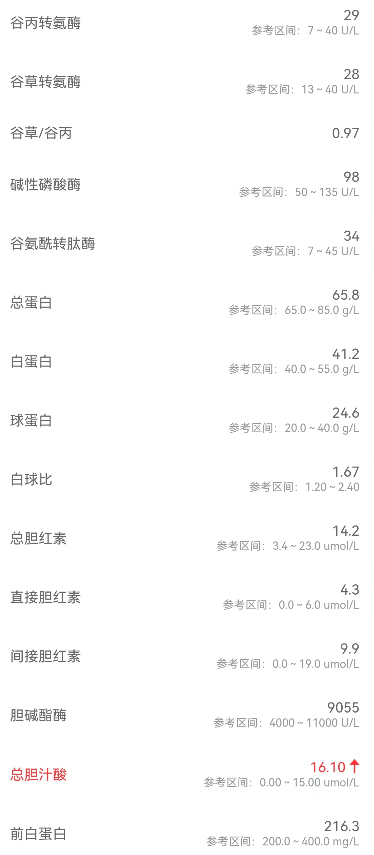 谷丙转氨酶
29
参考区间：7 ~ 40 U/L
谷草转氨酶
28
参考区间：13 ~ 40 U/L
谷草/谷丙
0.97
碱性磷酸酶
98
参考区间：50 ~ 135 U/L
谷氨酰转肽酶
34
参考区间：7 ~ 45 U/L
总蛋白
65.8
参考区间：65.0 ~ 85.0 g/L
白蛋白
41.2
参考区间：40.0 ~ 55.0 g/L
球蛋白
24.6
参考区间：20.0 ~ 40.0 g/L
白球比
1.67
参考区间：1.20 ~ 2.40
总胆红素
14.2
参考区间：3.4 ~ 23.0 umol/L
直接胆红素
4.3
参考区间：0.0 ~ 6.0 umol/L
间接胆红素
9.9
参考区间：0.0 ~ 19.0 umol/L
胆碱酯酶
9055
参考区间：4000 ~ 11000 U/L
总胆汁酸
16.10 ↑
参考区间：0.00 ~ 15.00 umol/L
前白蛋白
216.3
参考区间：200.0 ~ 400.0 mg/L